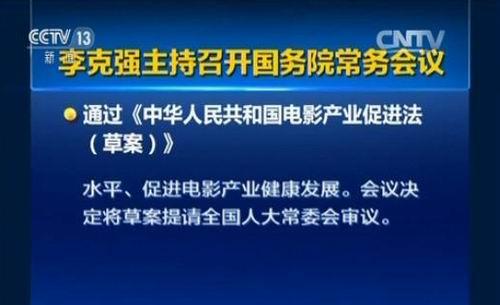 CCTV 13
新闻
CNTV
李克强主持召开国务院常务会议
通过《中华人民共和国电影产业促进法
（草案）》
水平、促进电影产业健康发展。会议决
定将草案提请全国人大常委会审议。